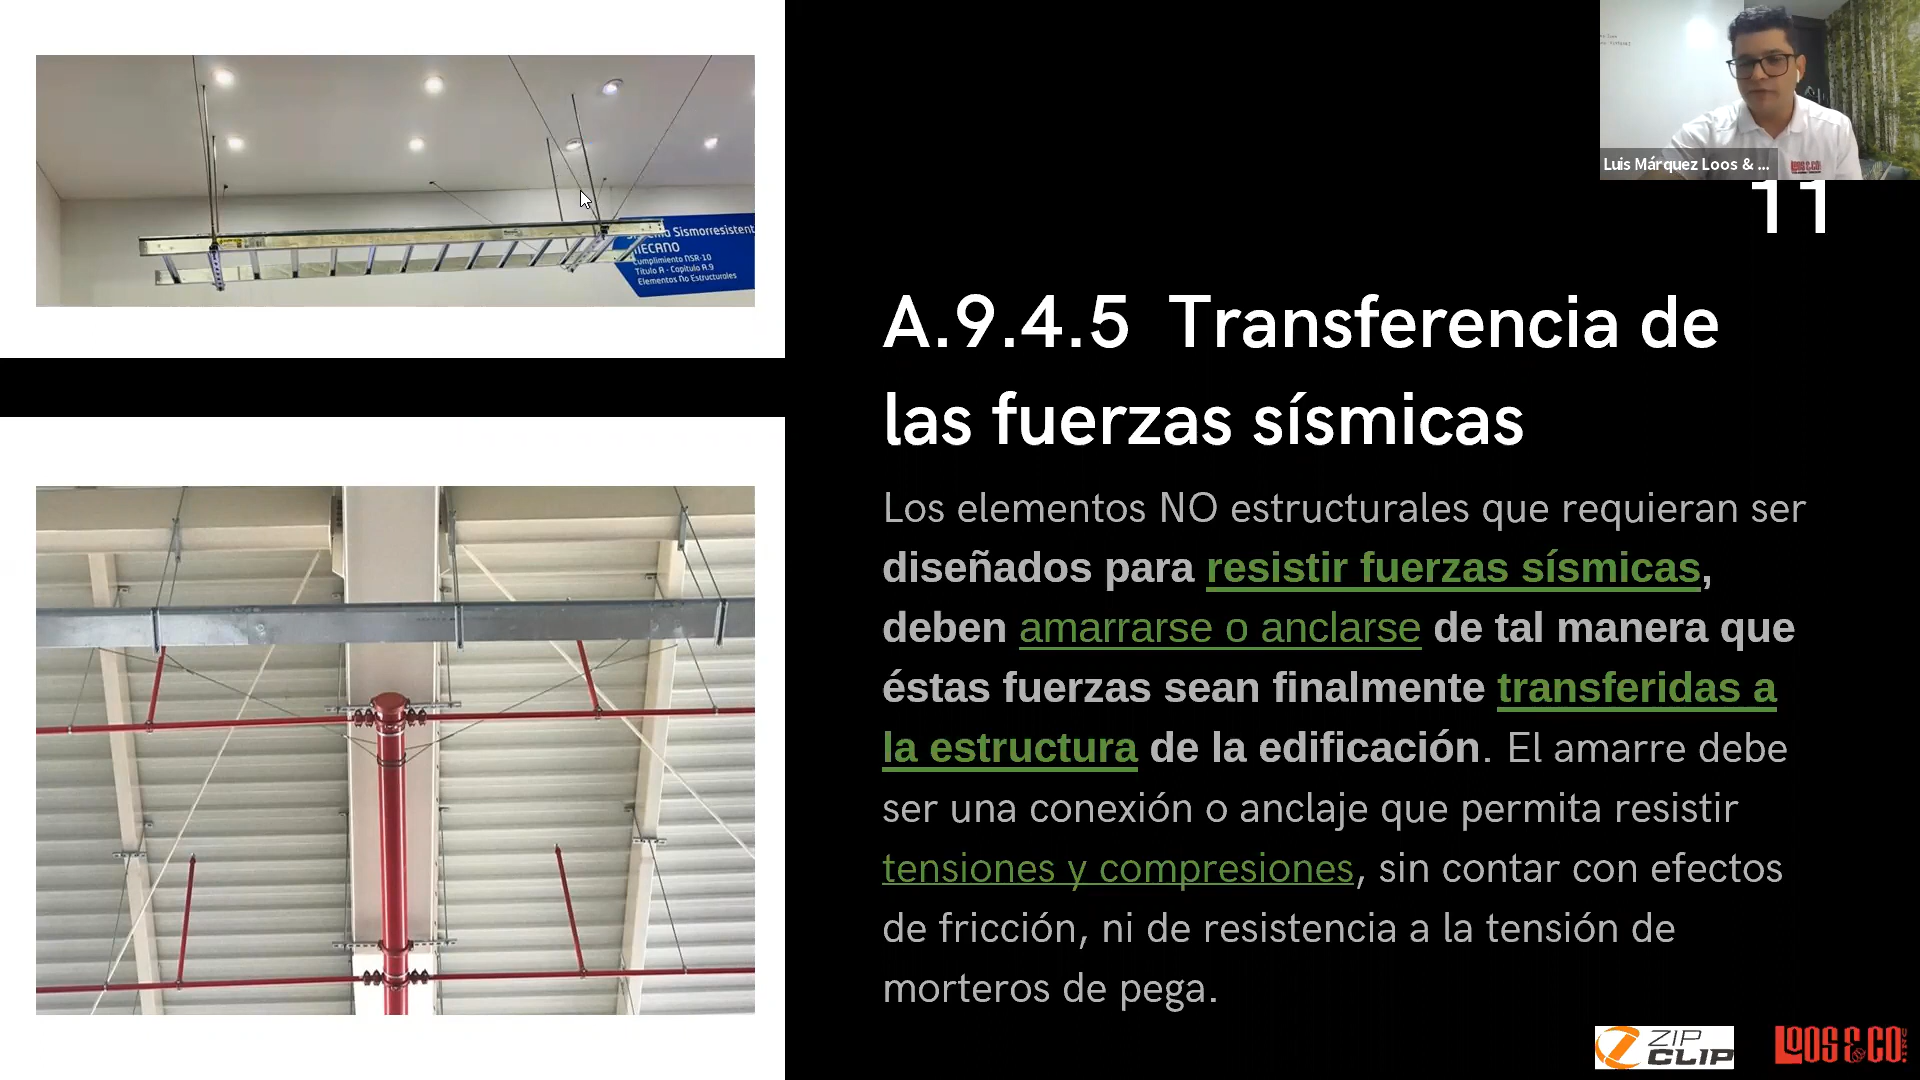 Luis Márquez Loos & ...
11
Sismorresistent
MECANO
Cumplimiento NSR-10
Título A - Capítulo A.9
Elementos No Estructurales
A.9.4.5 Transferencia de
las fuerzas sísmicas
Los elementos NO estructurales que requieran ser
diseñados para resistir fuerzas sísmicas,
deben amarrarse o anclarse de tal manera que
éstas fuerzas sean finalmente transferidas a
la estructura de la edificación. El amarre debe
ser una conexión o anclaje que permita resistir
tensiones y compresiones, sin contar con efectos
de fricción, ni de resistencia a la tensión de
morteros de pega.
ZIP
CLIP
LOOS & CO